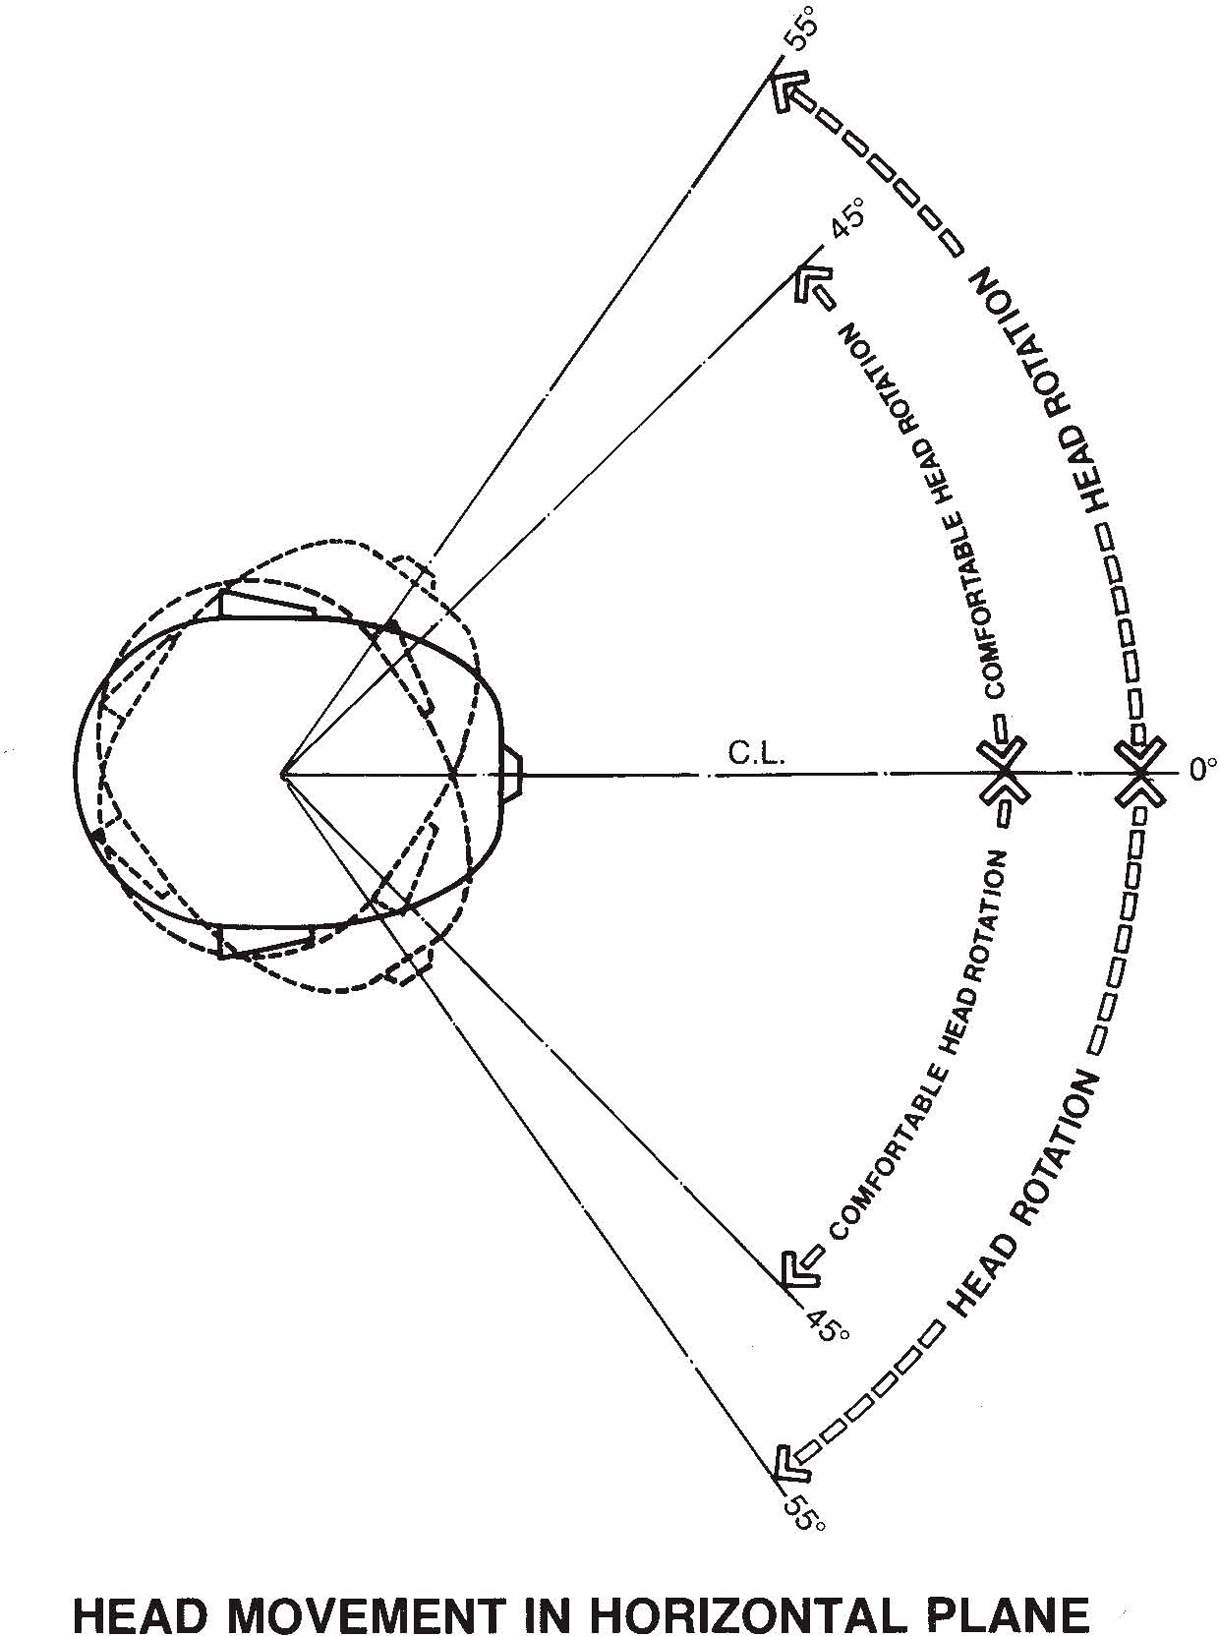 55°
45°
HEAD ROTATION
COMFORTABLE HEAD ROTATION
C.L.
0°
COMFORTABLE HEAD ROTATION
HEAD ROTATION
45°
55°
HEAD MOVEMENT IN HORIZONTAL PLANE